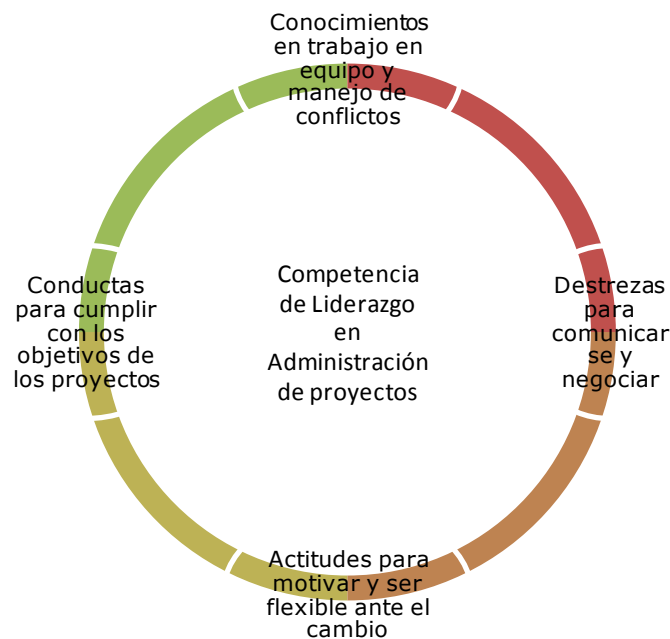 Conocimientos
en trabajo en
equipo y
manejo de
conflictos
Competencia
de Liderazgo
en
Administración
de proyectos
Destrezas
para
comunicar
se y
negociar
Actitudes para
motivar y ser
flexible ante el
cambio
Conductas
para cumplir
con los
objetivos de
los proyectos